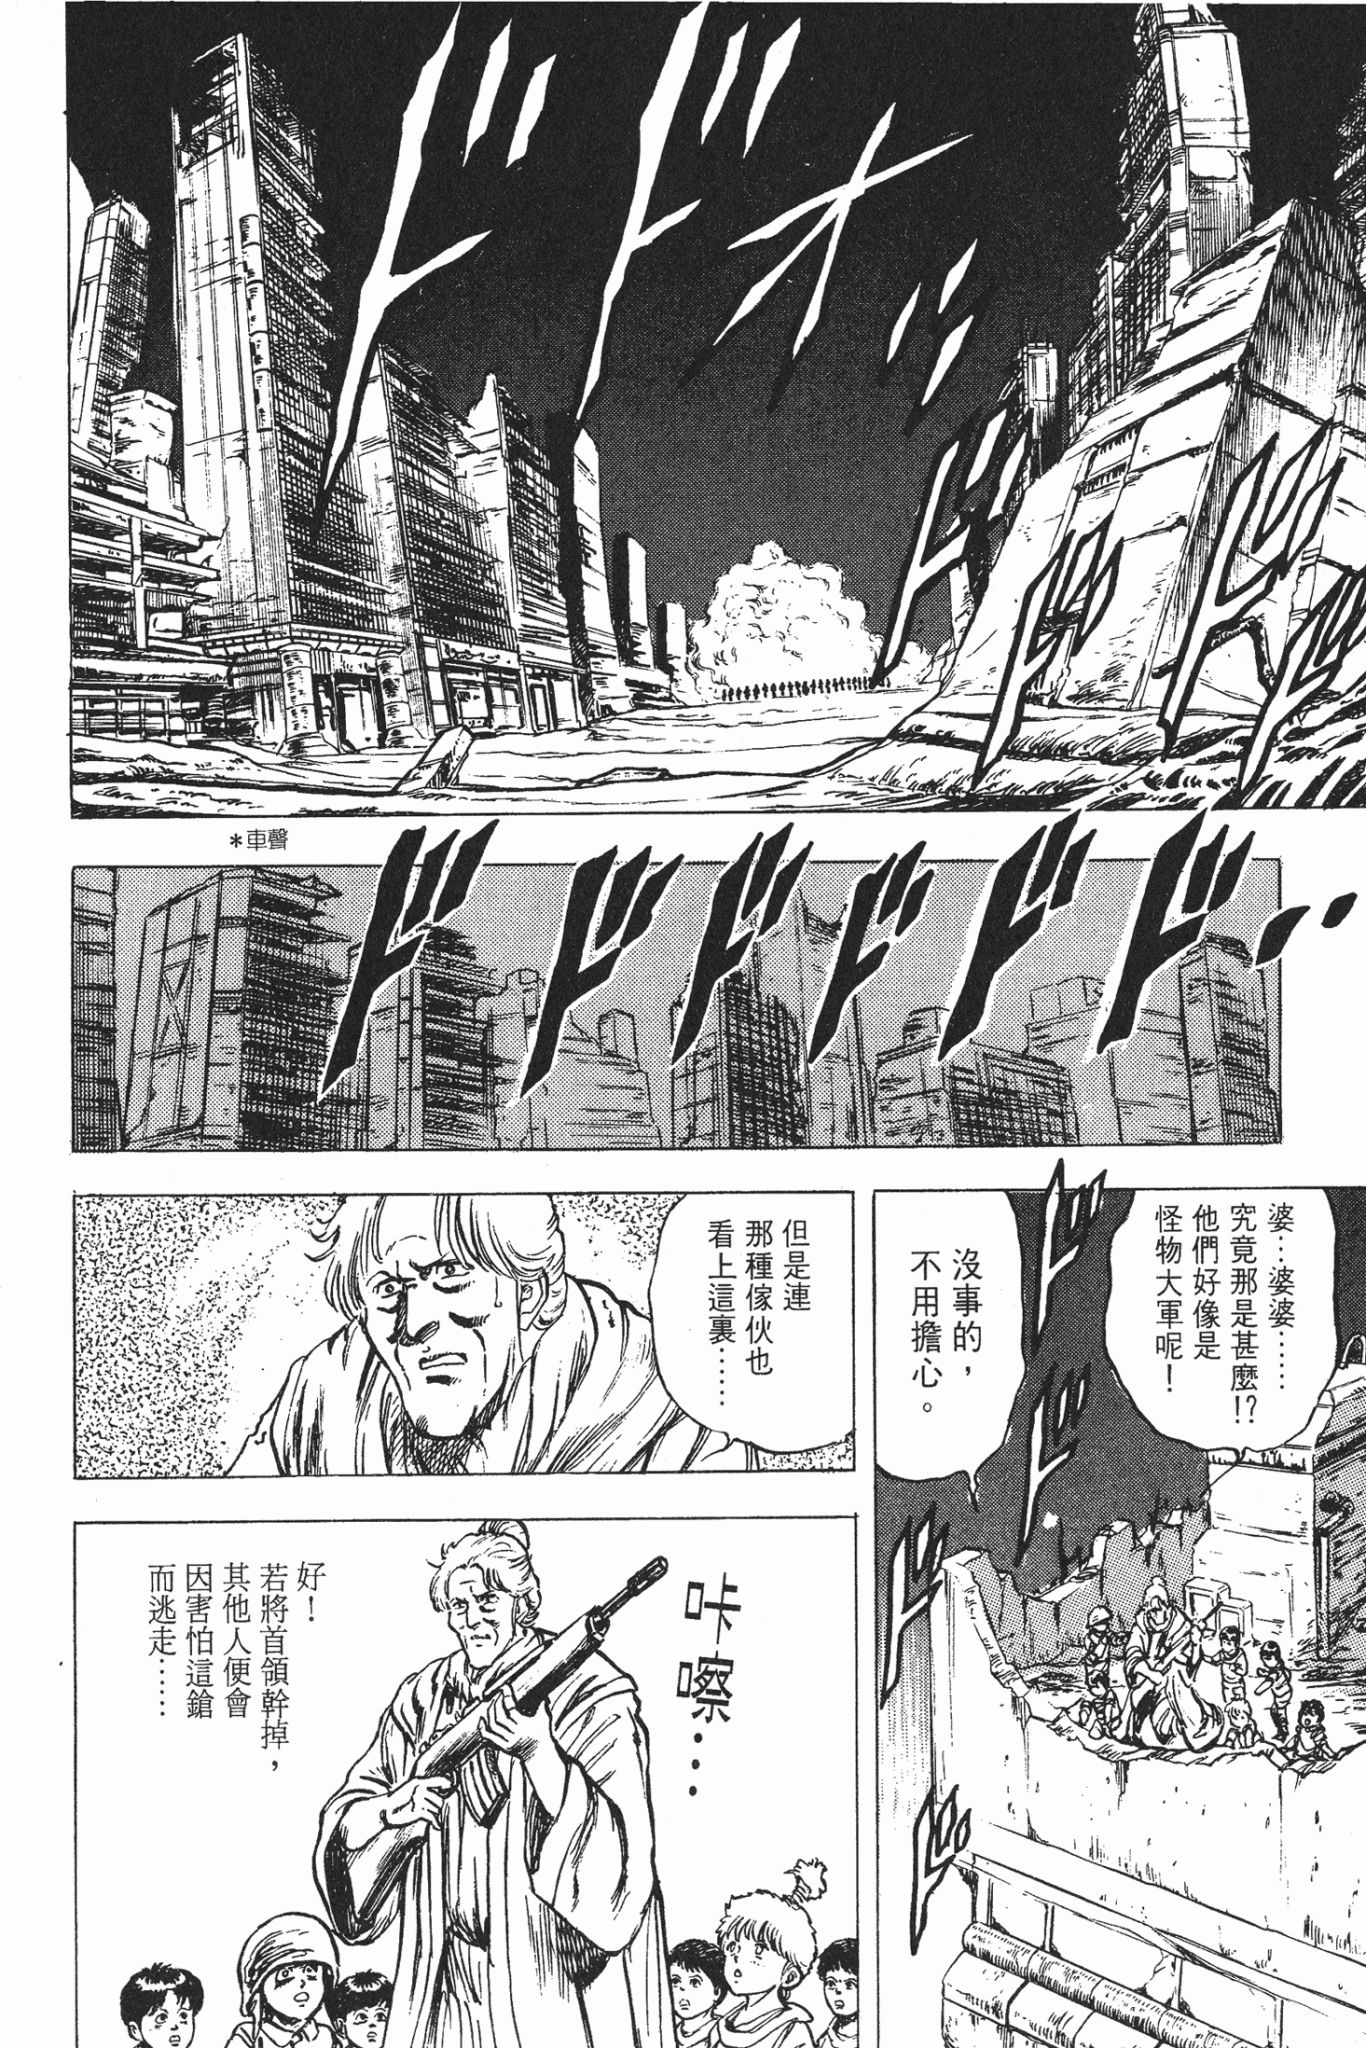 ドドォ…
ドドドド
*車聲
ドドドドドド…
婆…婆婆……
究竟那是甚麼!?
他們好像是
怪物大軍呢！
沒事的，
不用擔心。
ドド
ドド
但是連
那種傢伙也
看上這裏……
咔嚓…
好！
若將首領幹掉，
其他人便會
因害怕這鎗
而逃走……